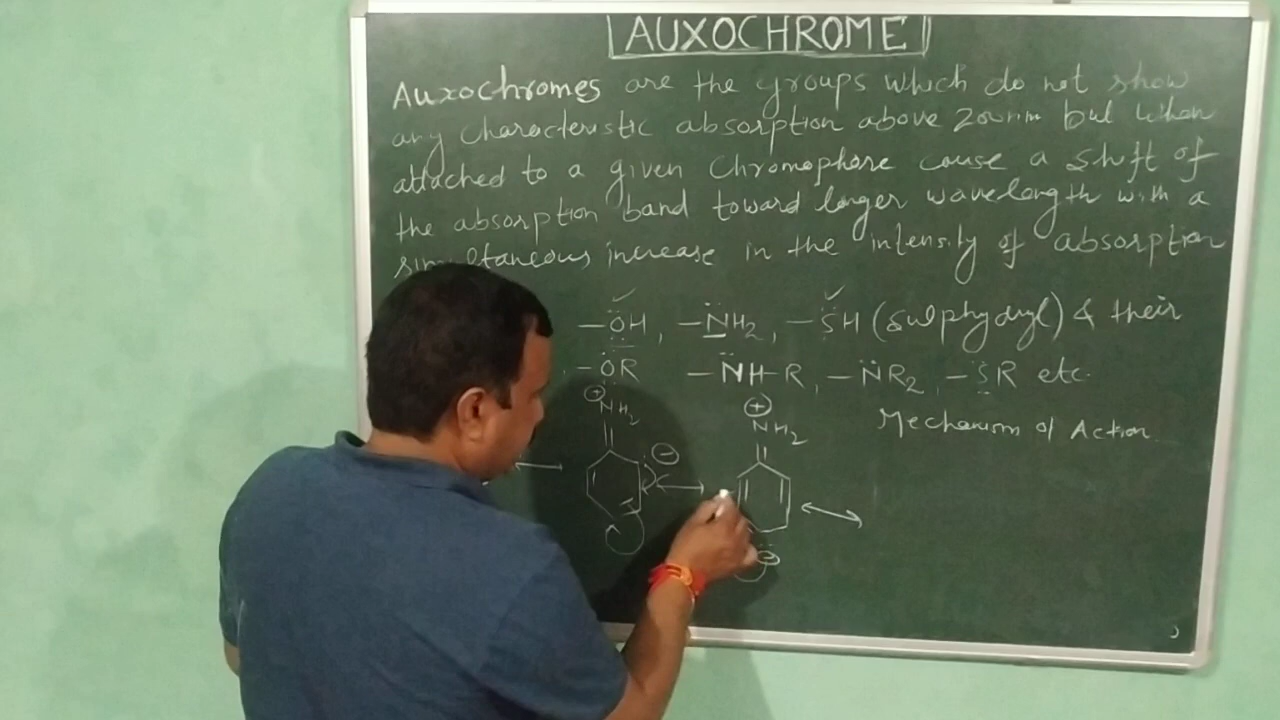 AUXOCHROME
Auxochromes are the groups which do not show
any characteristic absorption above 200nm but when
attached to a given chromophore cause a shift of
the absorption band toward longer wavelength with a
simultaneous increase in the intensity of absorption
–ÖH, –N̈H₂, –S̈H (sulphydryl) & their
, –ÖR –N̈H–R, –N̈R₂, –S̈R etc.
⊕ ⊕
NH₂ NH₂ Mechanism of Action
⊖
⊖